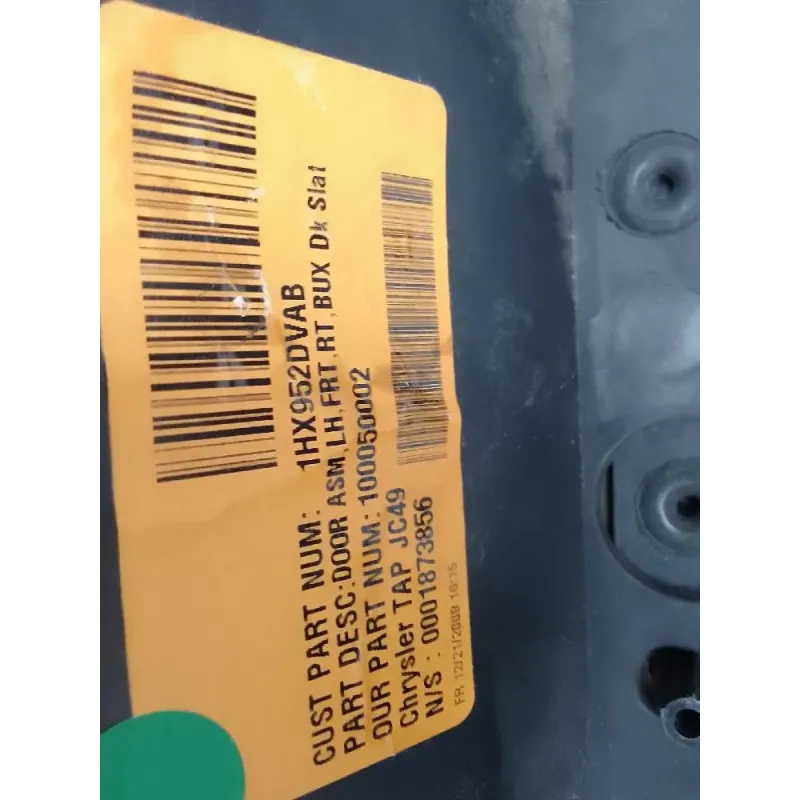 CUST PART NUM: 1HX952DVAB
PART DESC:DOOR ASM,LH,FRT,RT,BUX Dk Slat
OUR PART NUM:100050002
Chrysler TAP JC49
N/S : 0001873856
FR 12/21/2009 16:15